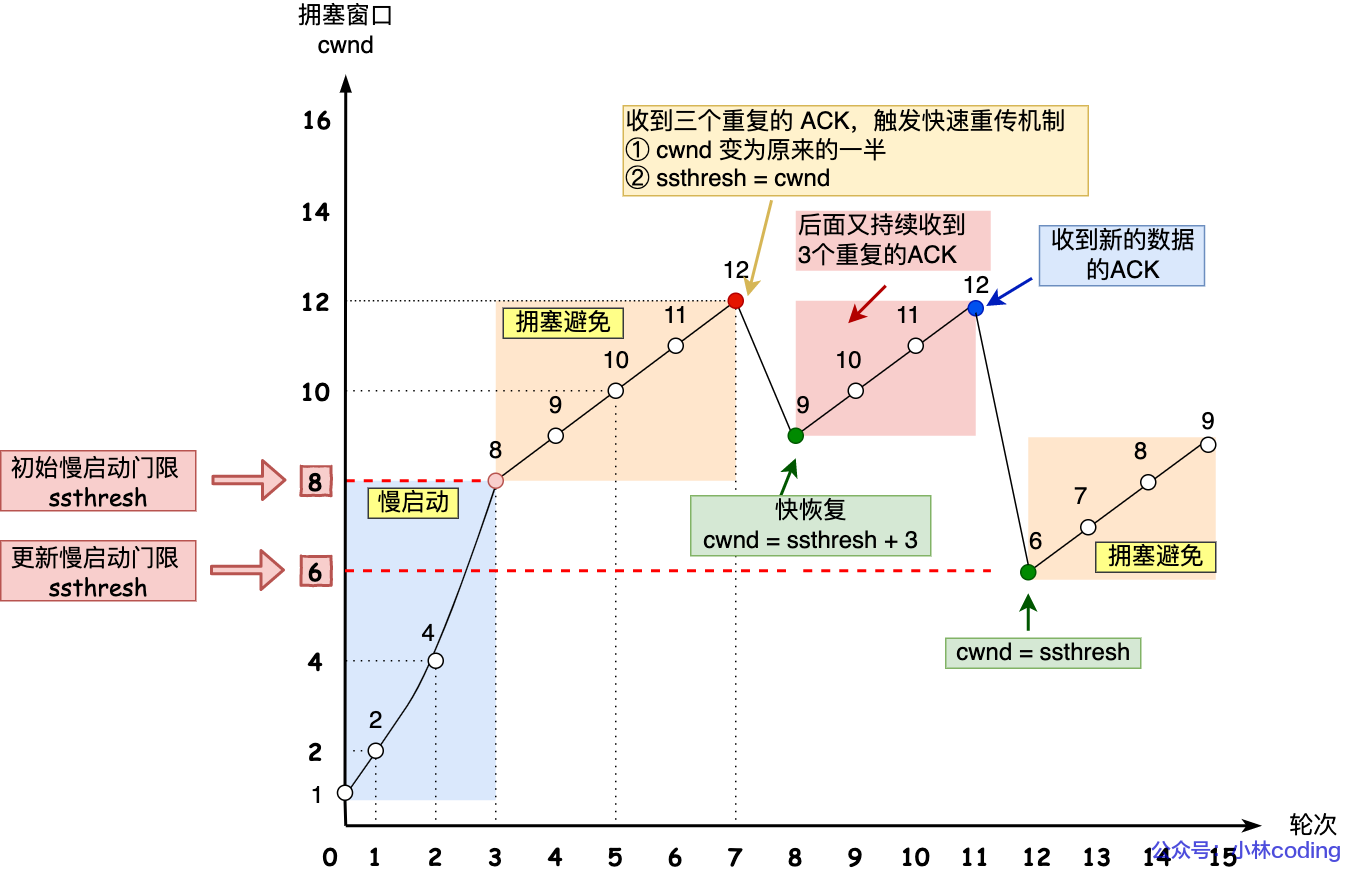 拥塞窗口
cwnd
16
14
12
10
8
6
4
2
1
收到三个重复的 ACK，触发快速重传机制
① cwnd 变为原来的一半
② ssthresh = cwnd
后面又持续收到
3个重复的ACK
收到新的数据
的ACK
拥塞避免
12
11
10
9
8
9
10
11
12
初始慢启动门限
ssthresh
慢启动
更新慢启动门限
ssthresh
快恢复
cwnd = ssthresh + 3
4
2
6
7
8
9
拥塞避免
cwnd = ssthresh
0 1 2 3 4 5 6 7 8 9 10 11 12 13 14 15
轮次
公众号：小林coding